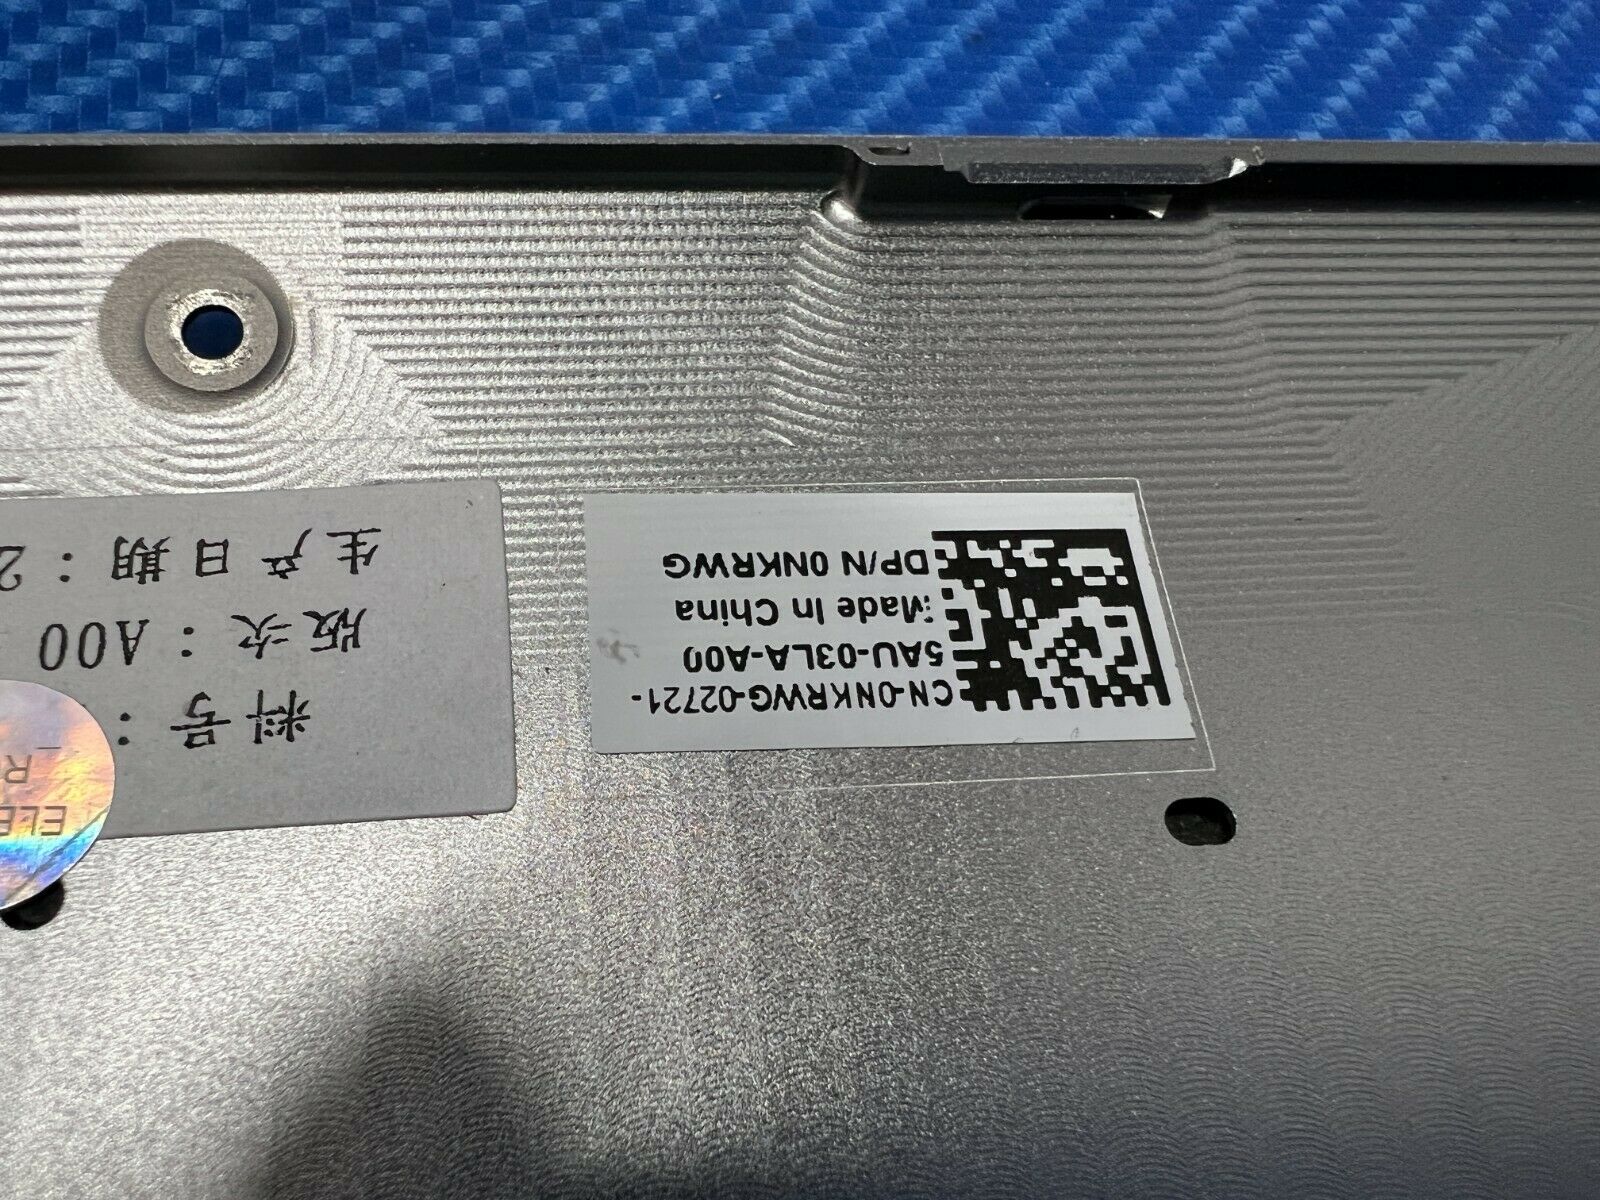 CN-0NKRWG-02721-
5AU-03LA-A00
Made In China
DP/N 0NKRWG
料号：
版次：A00
生产日期：2